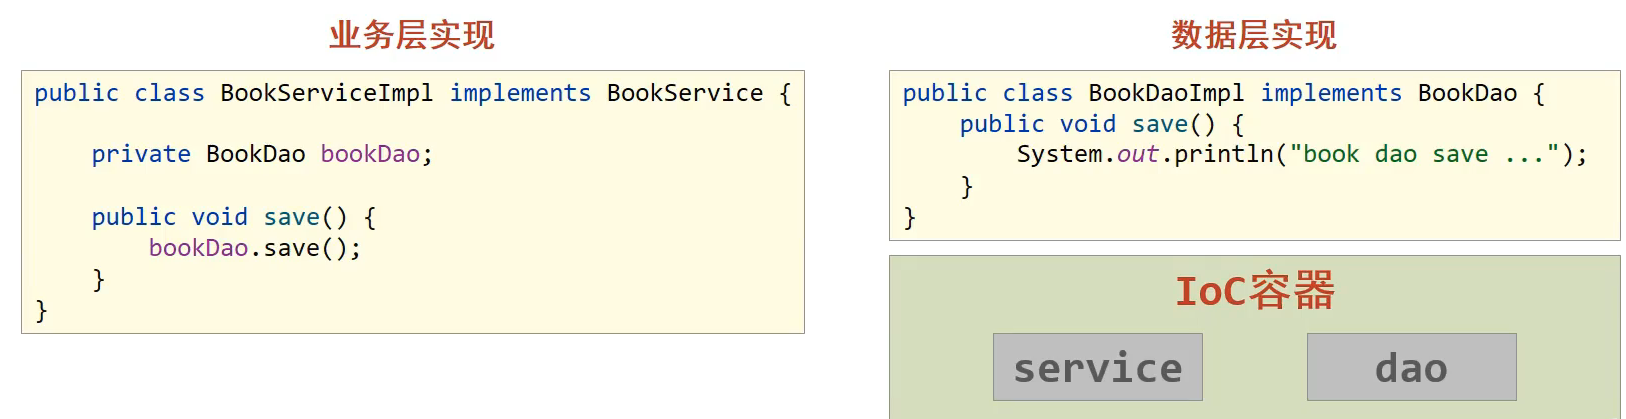 业务层实现
public class BookServiceImpl implements BookService {
    private BookDao bookDao;
    public void save() {
        bookDao.save();
    }
}
数据层实现
public class BookDaoImpl implements BookDao {
    public void save() {
        System.out.println("book dao save ...");
    }
}
IoC容器
service
dao